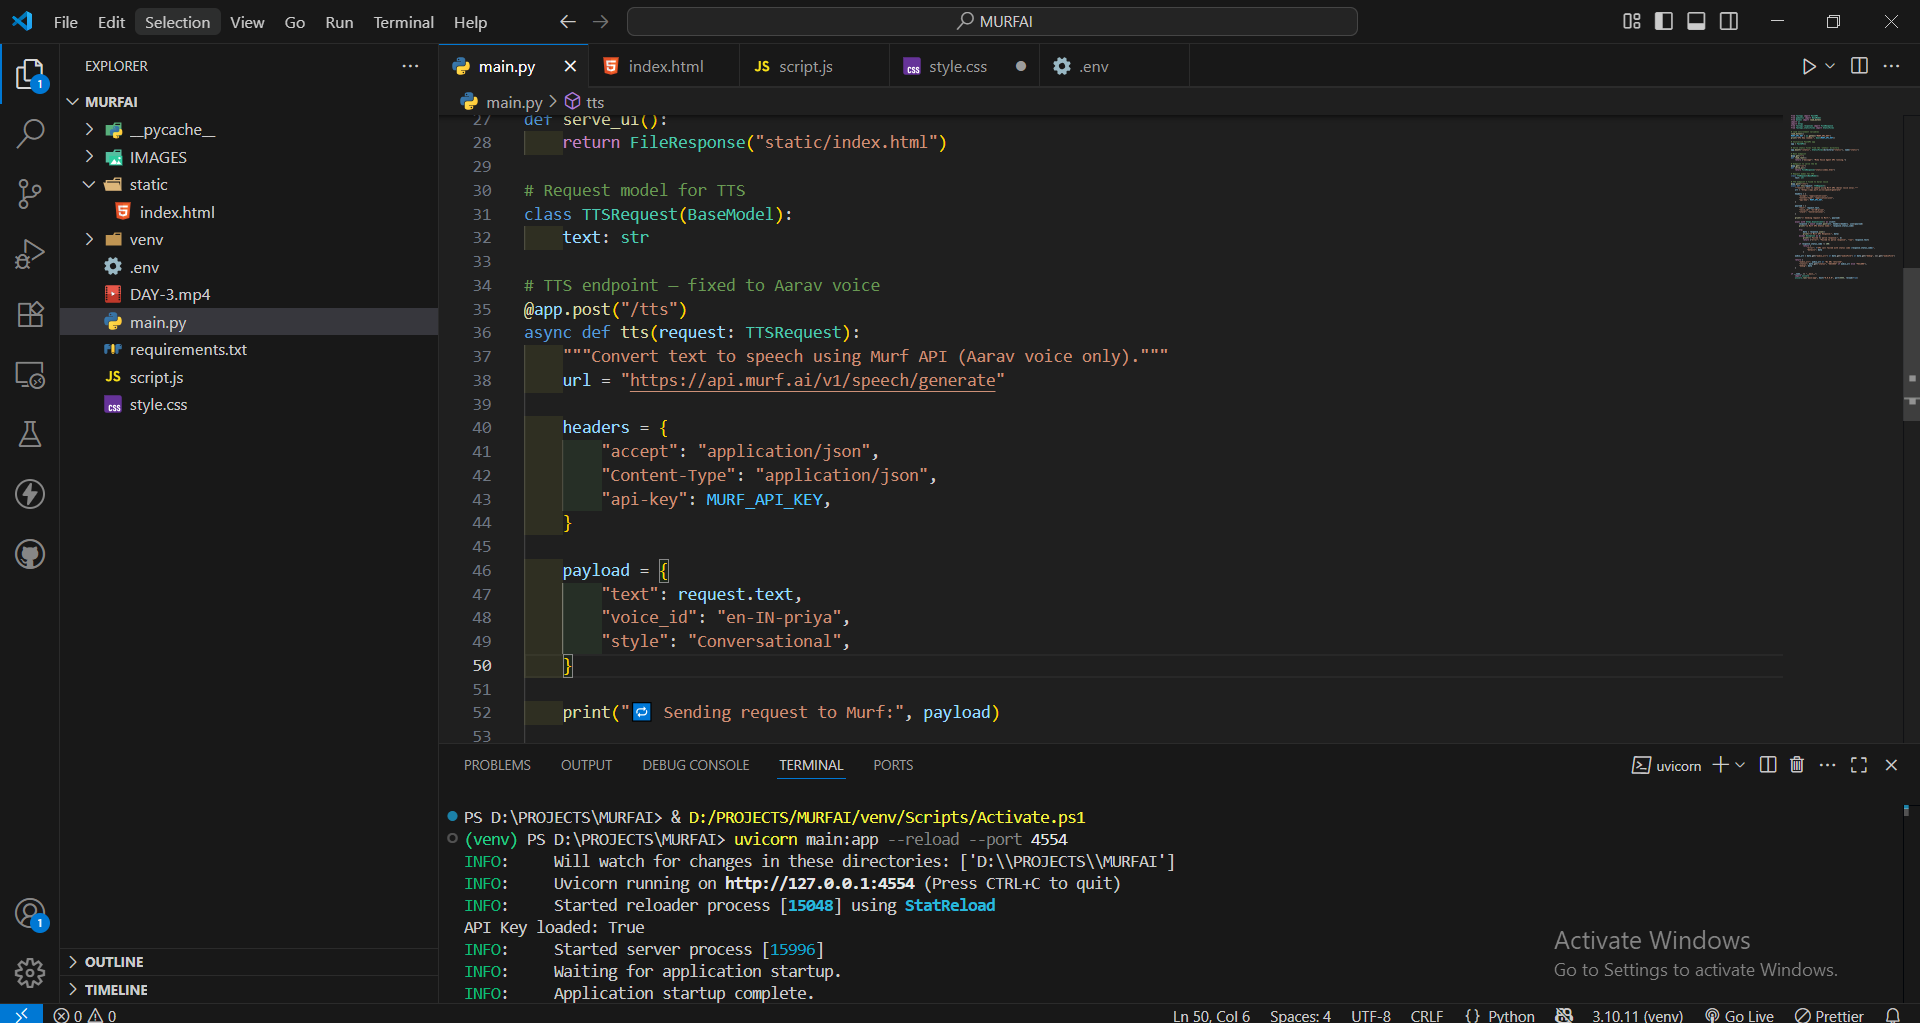 File Edit Selection View Go Run Terminal Help
MURFAI
EXPLORER
MURFAI
__pycache__
IMAGES
static
index.html
venv
.env
DAY-3.mp4
main.py
requirements.txt
JS script.js
css style.css
OUTLINE
TIMELINE
main.py
index.html
JS script.js
css style.css
.env
main.py > tts
27 def serve_ui():
28 return FileResponse("static/index.html")
29
30 # Request model for TTS
31 class TTSRequest(BaseModel):
32 text: str
33
34 # TTS endpoint — fixed to Aarav voice
35 @app.post("/tts")
36 async def tts(request: TTSRequest):
37 """Convert text to speech using Murf API (Aarav voice only)."""
38 url = "https://api.murf.ai/v1/speech/generate"
39
40 headers = {
41 "accept": "application/json",
42 "Content-Type": "application/json",
43 "api-key": MURF_API_KEY,
44 }
45
46 payload = {
47 "text": request.text,
48 "voice_id": "en-IN-priya",
49 "style": "Conversational",
50 }
51
52 print("🔁 Sending request to Murf:", payload)
53
PROBLEMS OUTPUT DEBUG CONSOLE TERMINAL PORTS
uvicorn
PS D:\PROJECTS\MURFAI> & D:/PROJECTS/MURFAI/venv/Scripts/Activate.ps1
(venv) PS D:\PROJECTS\MURFAI> uvicorn main:app --reload --port 4554
INFO: Will watch for changes in these directories: ['D:\\PROJECTS\\MURFAI']
INFO: Uvicorn running on http://127.0.0.1:4554 (Press CTRL+C to quit)
INFO: Started reloader process [15048] using StatReload
API Key loaded: True
INFO: Started server process [15996]
INFO: Waiting for application startup.
INFO: Application startup complete.
Activate Windows
Go to Settings to activate Windows.
1
1
0 0
Ln 50, Col 6 Spaces: 4 UTF-8 CRLF {} Python 3.10.11 (venv) Go Live Prettier